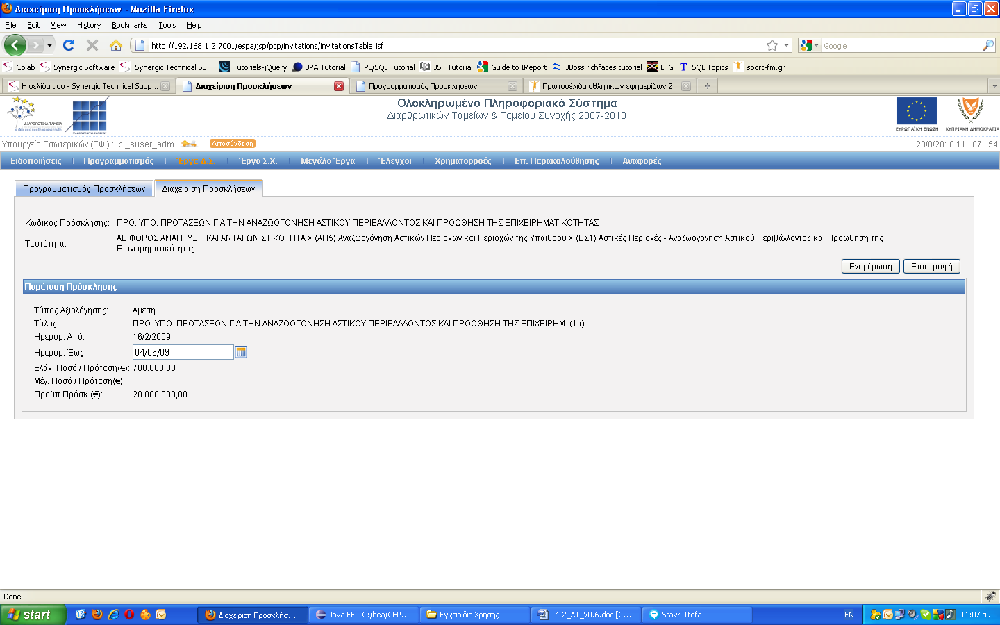 Διαχείριση Προσκλήσεων - Mozilla Firefox
File Edit View History Bookmarks Tools Help
http://192.168.1.2:7001/espa/jsp/pcp/invitations/invitationsTable.jsf
Google
Colab Synergic Software Synergic Technical Su... Tutorials-jQuery JPA Tutorial PL/SQL Tutorial JSF Tutorial Guide to IReport JBoss richfaces tutorial LFG SQL Topics sport-fm.gr
Η σελίδα μου - Synergic Technical Supp... Διαχείριση Προσκλήσεων Προγραμματισμός Προσκλήσεων Πρωτοσέλιδα αθλητικών εφημερίδων 2...
Ολοκληρωμένο Πληροφοριακό Σύστημα
Διαρθρωτικών Ταμείων & Ταμείου Συνοχής 2007-2013
ΔΙΑΡΘΡΩΤΙΚΑ ΤΑΜΕΙΑ
ΕΥΡΩΠΑΪΚΗ ΕΝΩΣΗ ΚΥΠΡΙΑΚΗ ΔΗΜΟΚΡΑΤΙΑ
Υπουργείο Εσωτερικών (ΕΦΙ) : ibi_suser_adm Αποσύνδεση 23/8/2010 11 : 07 : 54
Ειδοποιήσεις Προγραμματισμός Έργα Δ.Σ. Έργα Σ.Χ. Μεγάλα Έργα Έλεγχοι Χρηματορροές Επ. Παρακολούθησης Αναφορές
Προγραμματισμός Προσκλήσεων Διαχείριση Προσκλήσεων
Κωδικός Πρόσκλησης: ΠΡΟ. ΥΠΟ. ΠΡΟΤΑΣΕΩΝ ΓΙΑ ΤΗΝ ΑΝΑΖΩΟΓΟΝΗΣΗ ΑΣΤΙΚΟΥ ΠΕΡΙΒΑΛΛΟΝΤΟΣ ΚΑΙ ΠΡΟΩΘΗΣΗ ΤΗΣ ΕΠΙΧΕΙΡΗΜΑΤΙΚΟΤΗΤΑΣ
Ταυτότητα: ΑΕΙΦΟΡΟΣ ΑΝΑΠΤΥΞΗ ΚΑΙ ΑΝΤΑΓΩΝΙΣΤΙΚΟΤΗΤΑ > (ΑΠ5) Αναζωογόνηση Αστικών Περιοχών και Περιοχών της Υπαίθρου > (ΕΣ1) Αστικές Περιοχές - Αναζωογόνηση Αστικού Περιβάλλοντος και Προώθηση της
Επιχειρηματικότητας
Ενημέρωση Επιστροφή
Παράταση Πρόσκλησης
Τύπος Αξιολόγησης: Άμεση
Τίτλος: ΠΡΟ. ΥΠΟ. ΠΡΟΤΑΣΕΩΝ ΓΙΑ ΤΗΝ ΑΝΑΖΩΟΓΟΝΗΣΗ ΑΣΤΙΚΟΥ ΠΕΡΙΒΑΛΛΟΝΤΟΣ ΚΑΙ ΠΡΟΩΘΗΣΗ ΤΗΣ ΕΠΙΧΕΙΡΗΜ. (1α)
Ημερομ. Από: 16/2/2009
Ημερομ. Έως: 04/06/09
Ελάχ. Ποσό / Πρόταση(€): 700.000,00
Μέγ. Ποσό / Πρόταση(€):
Προϋπ.Πρόσκ.(€): 28.000.000,00
Done
start Διαχείριση Προσκλήσ... Java EE - C:/bea/CFP... Εγχειρίδια Χρήσης T4-2_ΔΤ_V0.6.doc [C... Stavri Ttofa EN 11:07 πμ